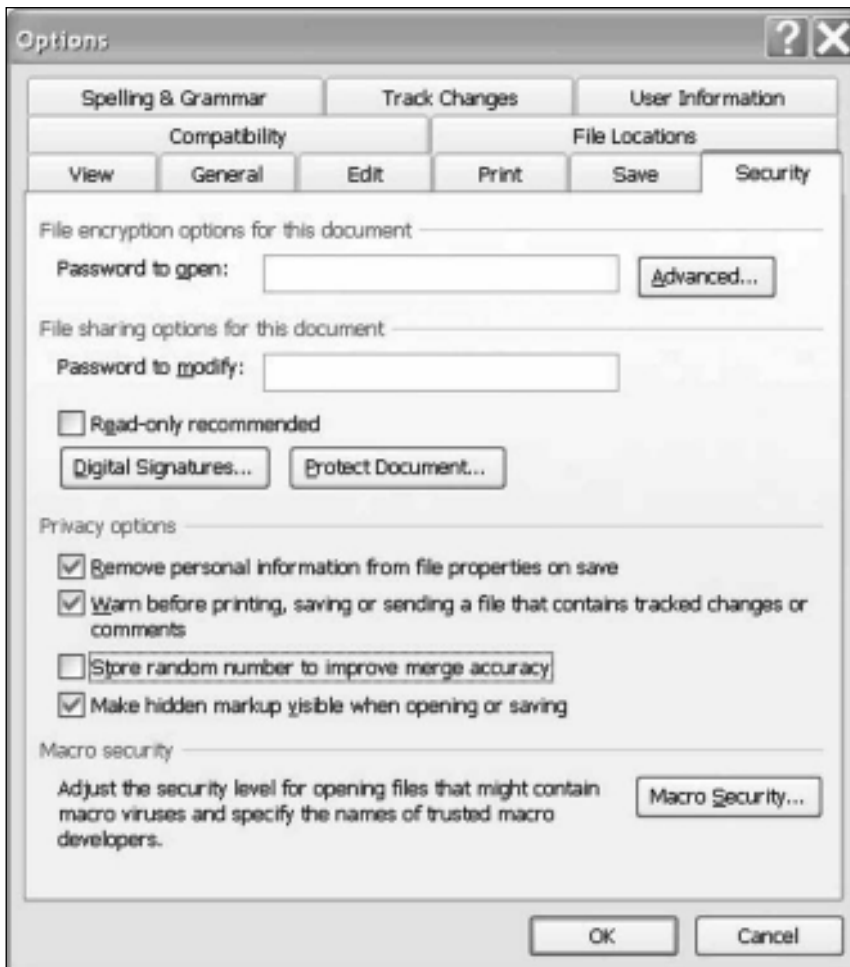 Options
Spelling & Grammar
Track Changes
User Information
Compatibility
File Locations
View
General
Edit
Print
Save
Security
File encryption options for this document
Password to open:
Advanced...
File sharing options for this document
Password to modify:
Read-only recommended
Digital Signatures...
Protect Document...
Privacy options
Remove personal information from file properties on save
Warn before printing, saving or sending a file that contains tracked changes or
comments
Store random number to improve merge accuracy
Make hidden markup visible when opening or saving
Macro security
Adjust the security level for opening files that might contain
macro viruses and specify the names of trusted macro
developers.
Macro Security...
OK
Cancel